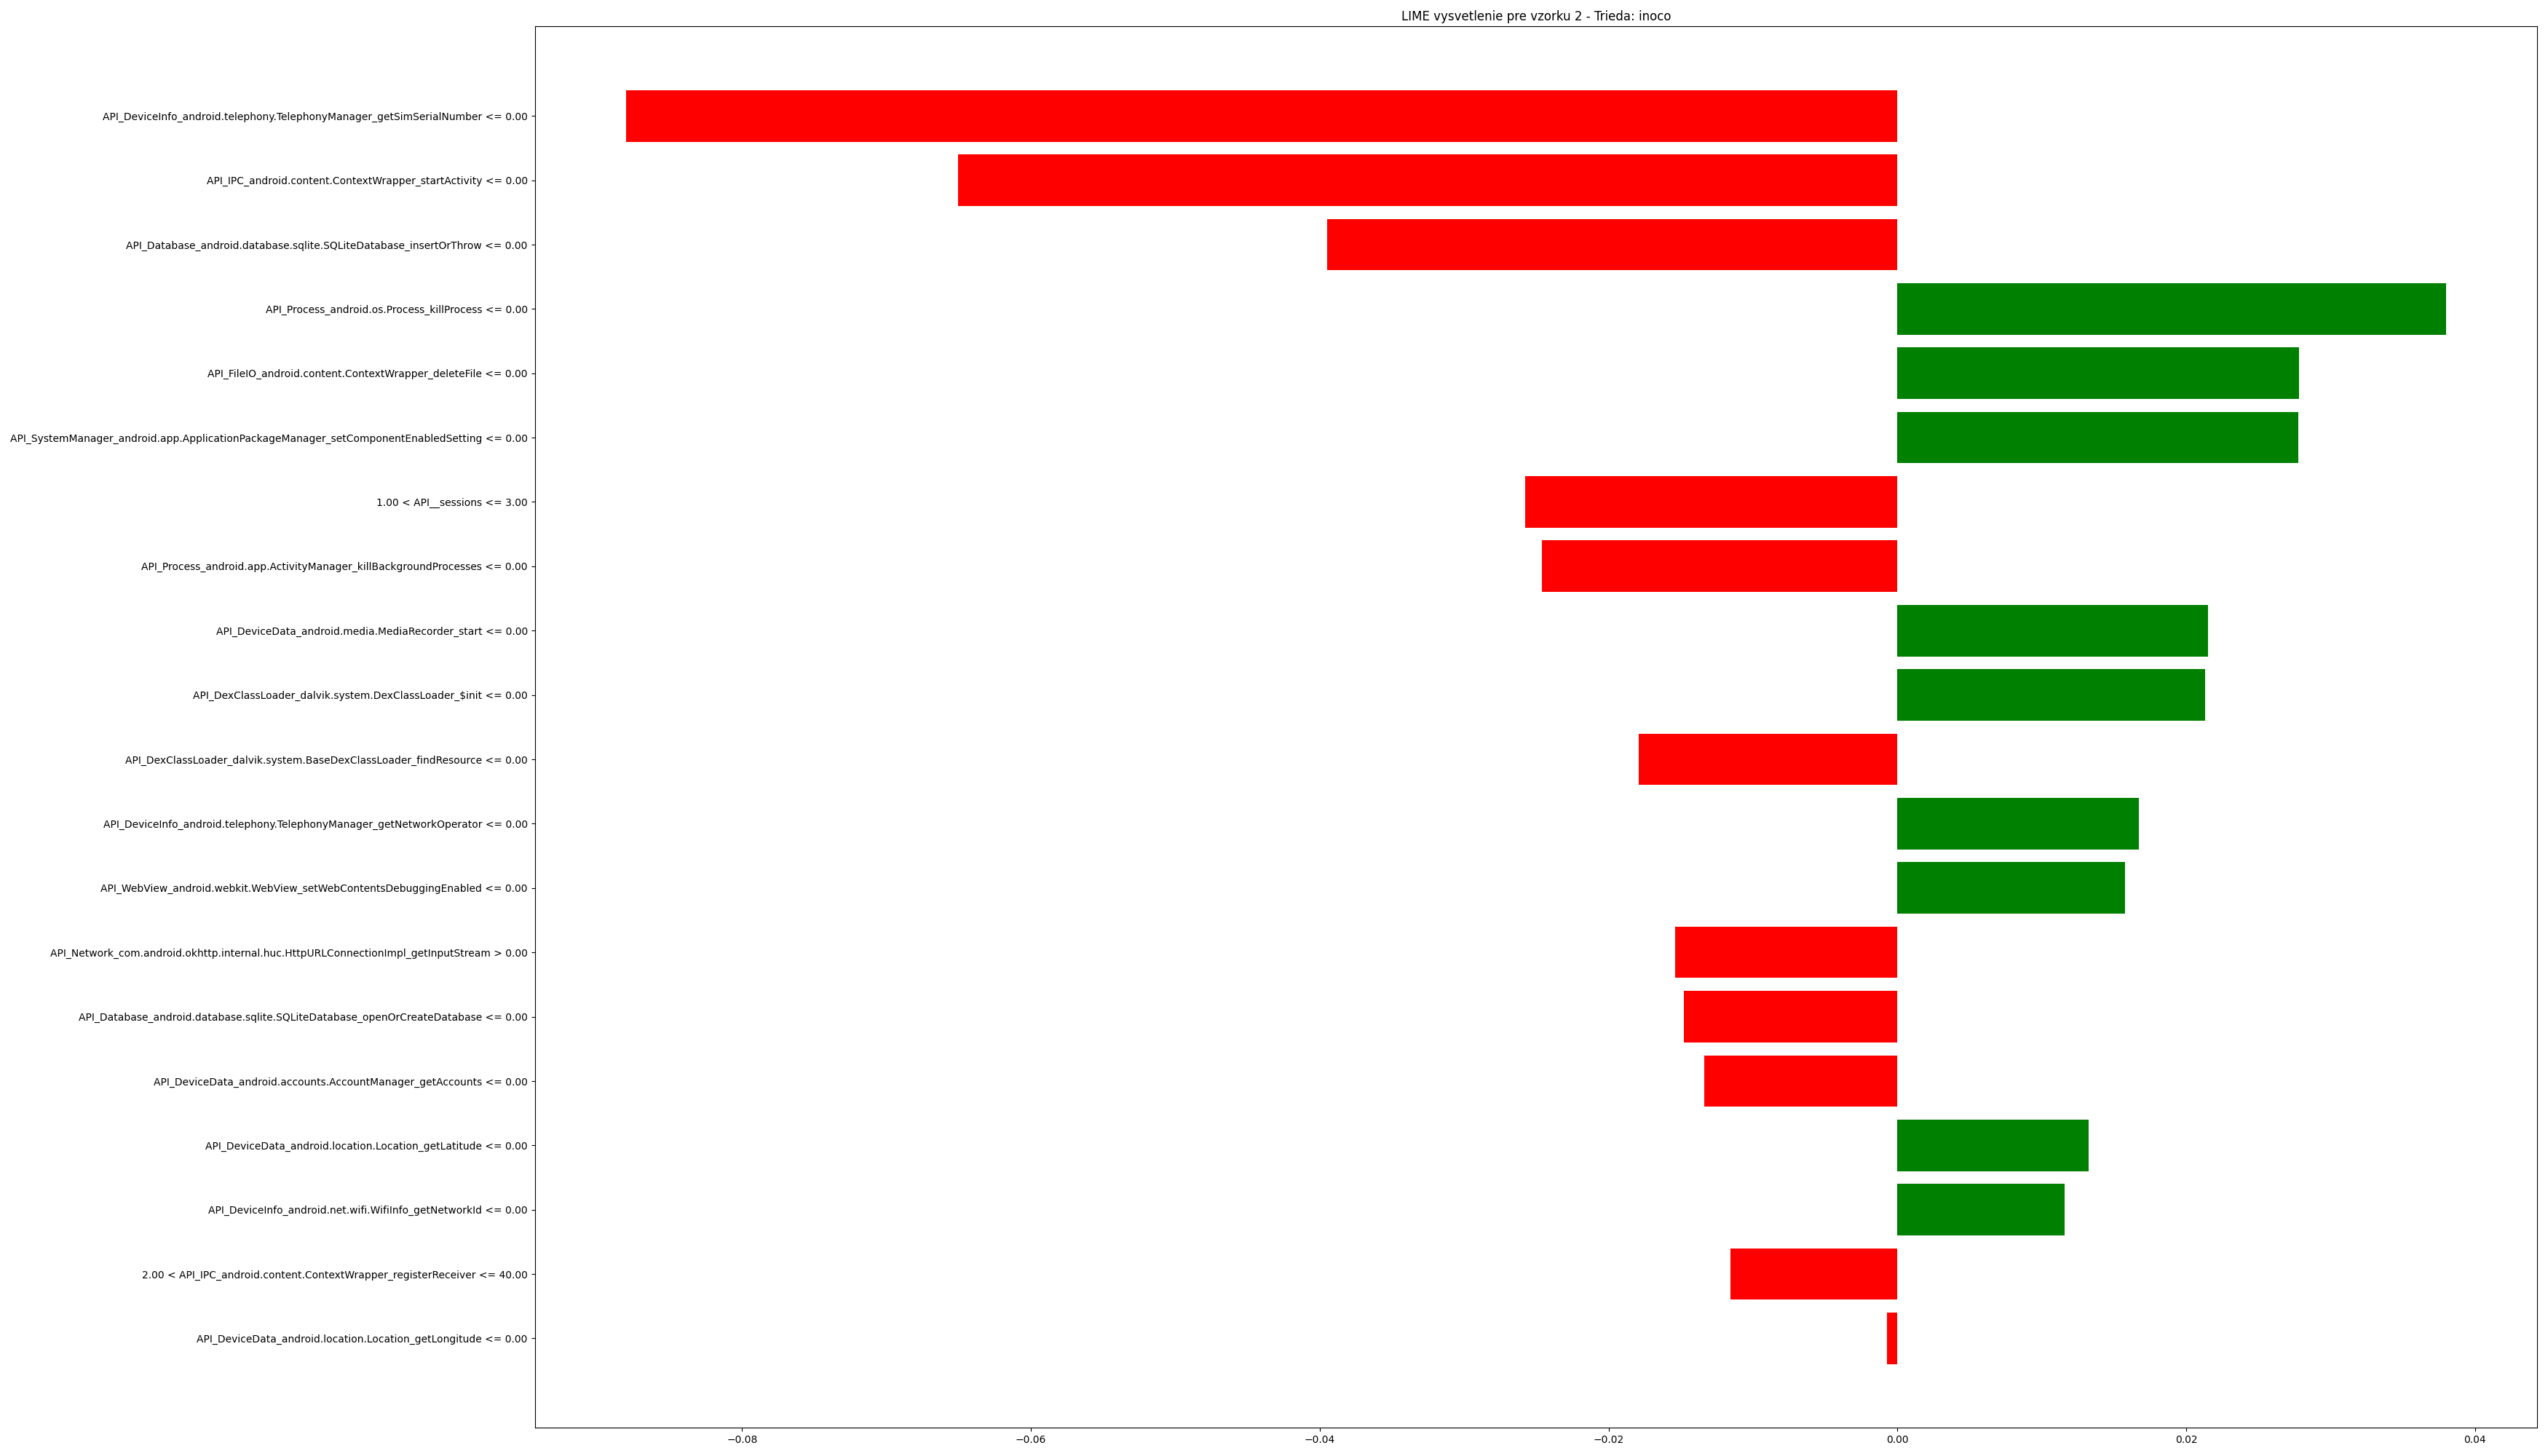 LIME vysvetlenie pre vzorku 2 - Trieda: inoco
API_DeviceInfo_android.telephony.TelephonyManager_getSimSerialNumber <= 0.00
API_IPC_android.content.ContextWrapper_startActivity <= 0.00
API_Database_android.database.sqlite.SQLiteDatabase_insertOrThrow <= 0.00
API_Process_android.os.Process_killProcess <= 0.00
API_FileIO_android.content.ContextWrapper_deleteFile <= 0.00
API_SystemManager_android.app.ApplicationPackageManager_setComponentEnabledSetting <= 0.00
1.00 < API__sessions <= 3.00
API_Process_android.app.ActivityManager_killBackgroundProcesses <= 0.00
API_DeviceData_android.media.MediaRecorder_start <= 0.00
API_DexClassLoader_dalvik.system.DexClassLoader_$init <= 0.00
API_DexClassLoader_dalvik.system.BaseDexClassLoader_findResource <= 0.00
API_DeviceInfo_android.telephony.TelephonyManager_getNetworkOperator <= 0.00
API_WebView_android.webkit.WebView_setWebContentsDebuggingEnabled <= 0.00
API_Network_com.android.okhttp.internal.huc.HttpURLConnectionImpl_getInputStream > 0.00
API_Database_android.database.sqlite.SQLiteDatabase_openOrCreateDatabase <= 0.00
API_DeviceData_android.accounts.AccountManager_getAccounts <= 0.00
API_DeviceData_android.location.Location_getLatitude <= 0.00
API_DeviceInfo_android.net.wifi.WifiInfo_getNetworkId <= 0.00
2.00 < API_IPC_android.content.ContextWrapper_registerReceiver <= 40.00
API_DeviceData_android.location.Location_getLongitude <= 0.00
−0.08 −0.06 −0.04 −0.02 0.00 0.02 0.04